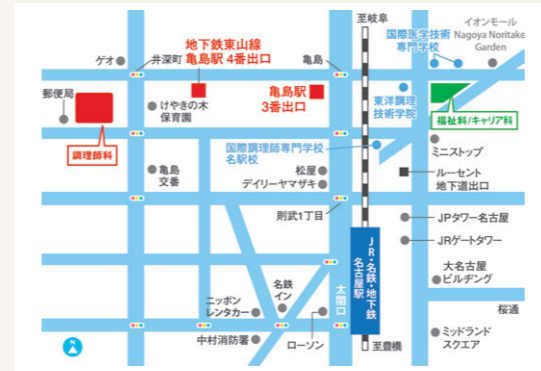 至岐阜
イオンモール
Nagoya Noritake
Garden
国際医学技術
専門学校
地下鉄東山線
亀島駅 4番出口
井深町
亀島
ゲオ
郵便局
けやきの木
保育園
亀島駅
3番出口
東洋調理
技術学院
福祉科/キャリア科
調理師科
国際調理師専門学校
名駅校
ミニストップ
亀島
交番
松屋
デイリーヤマザキ
ルーセント
地下道出口
則武1丁目
JPタワー名古屋
JRゲートタワー
JR・名鉄・地下鉄
名古屋駅
太閤口
大名古屋
ビルヂング
名鉄
イン
ニッポン
レンタカー
桜通
中村消防署
ローソン
至豊橋
ミッドランド
スクエア
N